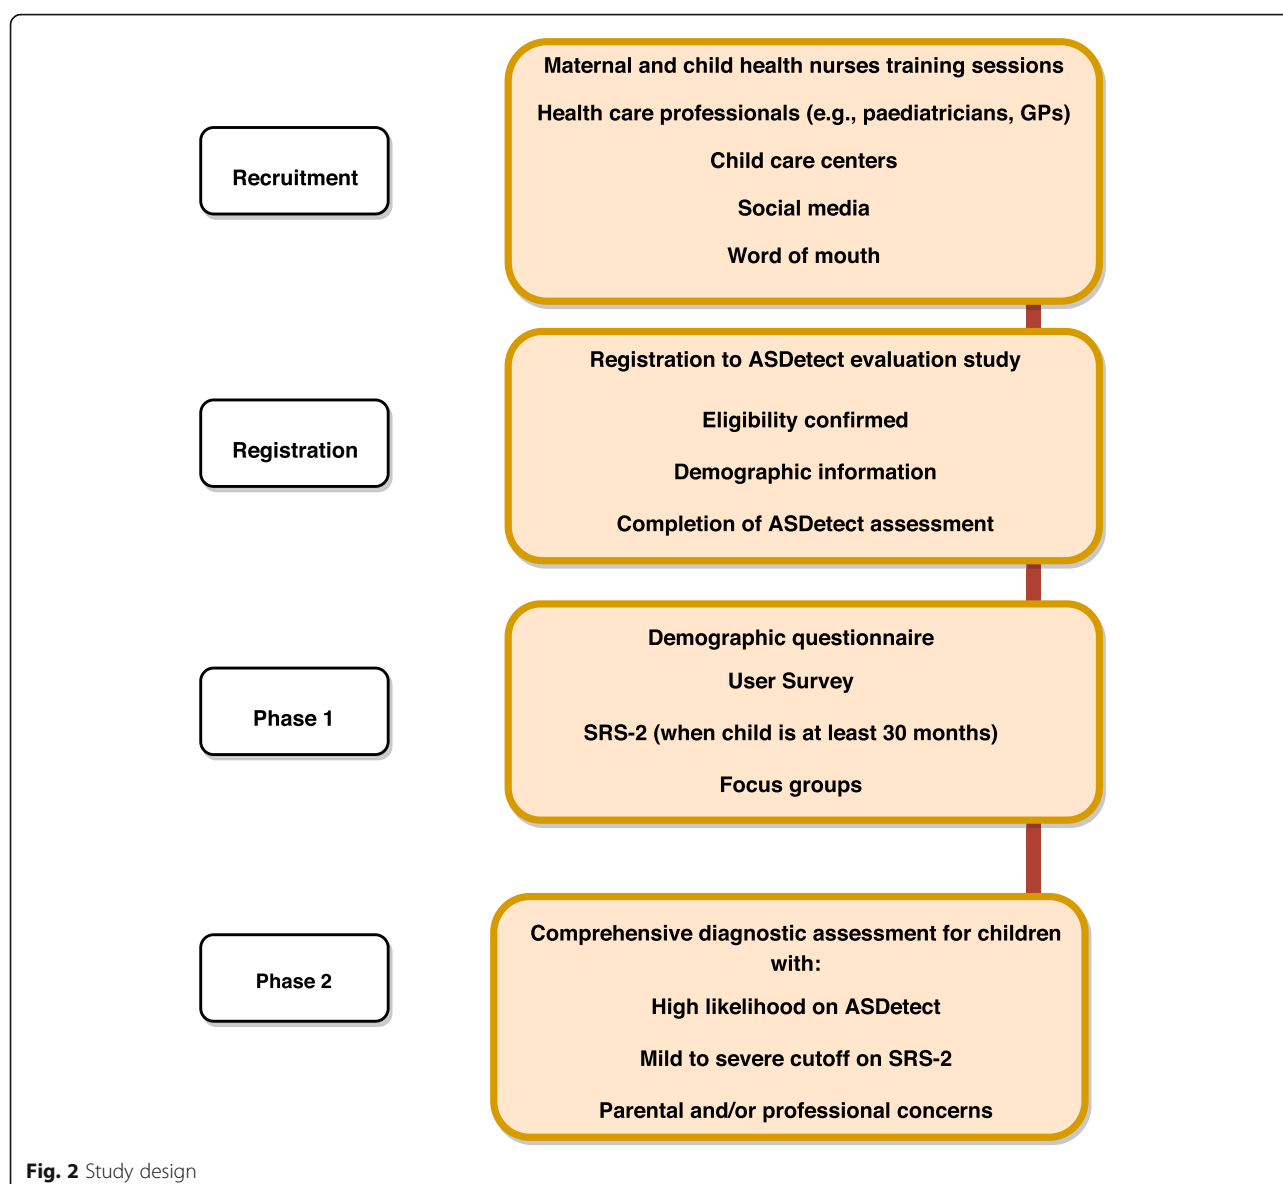 Recruitment
Maternal and child health nurses training sessions
Health care professionals (e.g., paediatricians, GPs)
Child care centers
Social media
Word of mouth
Registration
Registration to ASDetect evaluation study
Eligibility confirmed
Demographic information
Completion of ASDetect assessment
Phase 1
Demographic questionnaire
User Survey
SRS-2 (when child is at least 30 months)
Focus groups
Phase 2
Comprehensive diagnostic assessment for children
with:
High likelihood on ASDetect
Mild to severe cutoff on SRS-2
Parental and/or professional concerns
Fig. 2 Study design